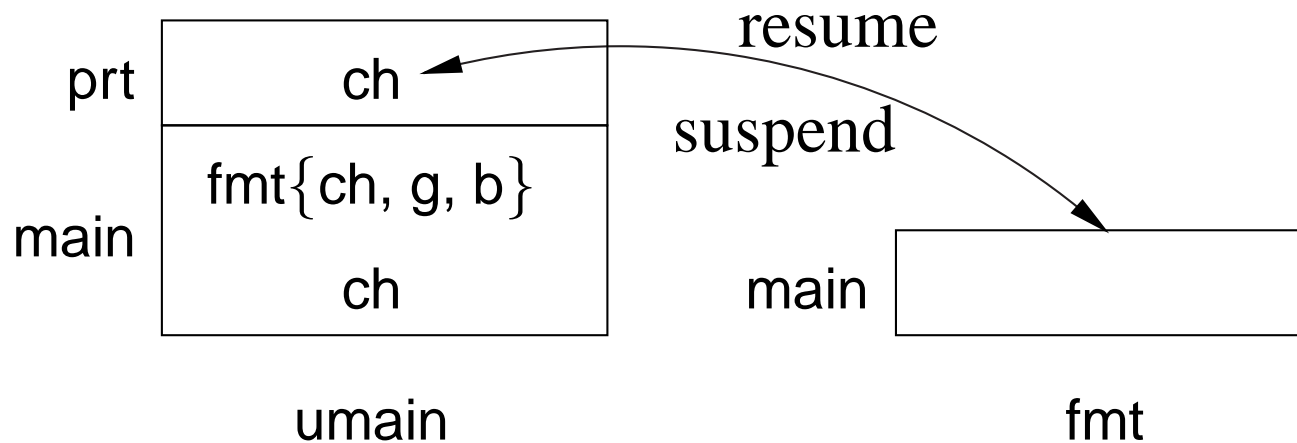 resume
prt
ch
suspend
fmt{ch, g, b}
main
ch
main
umain
fmt